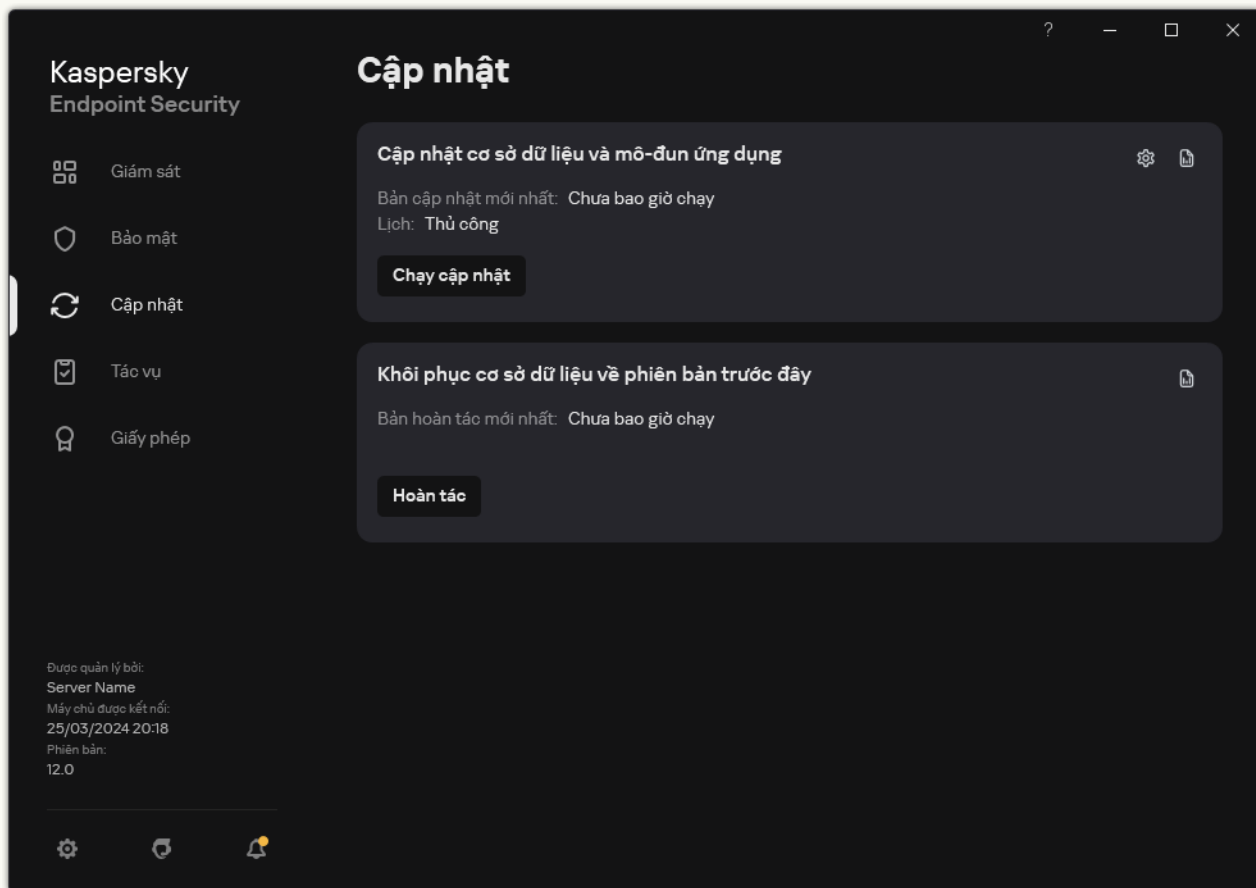 ?
Kaspersky
Endpoint Security
Giám sát
Bảo mật
Cập nhật
Tác vụ
Giấy phép
Được quản lý bởi:
Server Name
Máy chủ được kết nối:
25/03/2024 20:18
Phiên bản:
12.0
Cập nhật
Cập nhật cơ sở dữ liệu và mô-đun ứng dụng
Bản cập nhật mới nhất: Chưa bao giờ chạy
Lịch: Thủ công
Chạy cập nhật
Khôi phục cơ sở dữ liệu về phiên bản trước đây
Bản hoàn tác mới nhất: Chưa bao giờ chạy
Hoàn tác